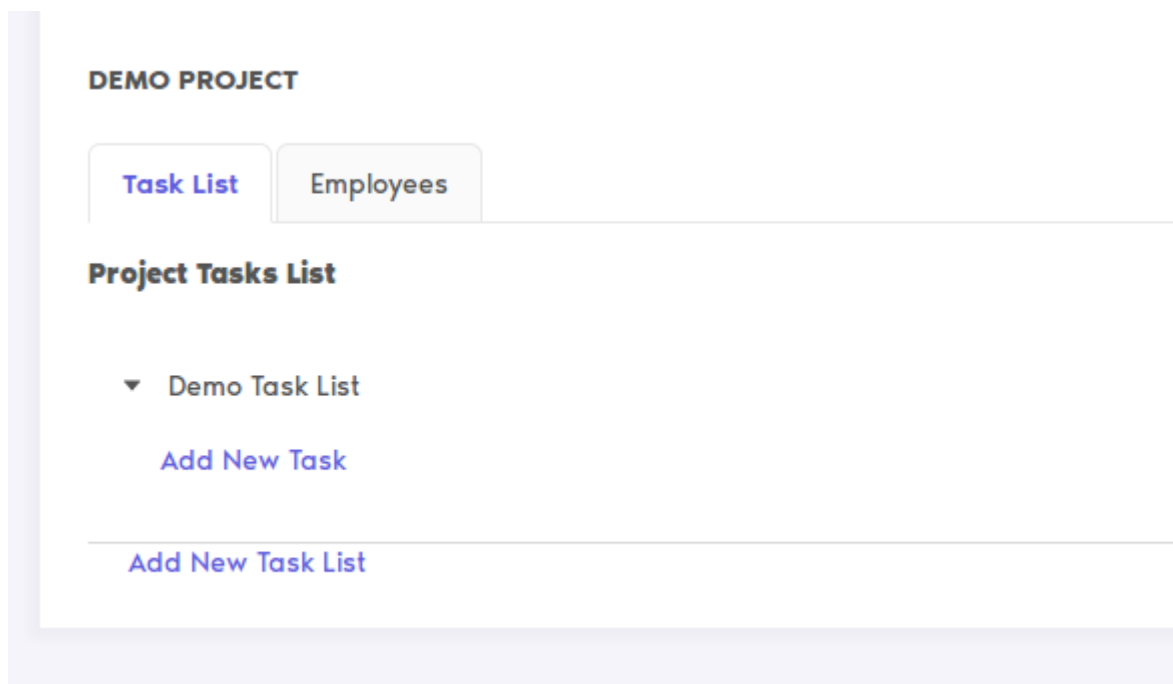 DEMO PROJECT
Task List Employees
Project Tasks List
Demo Task List
Add New Task
Add New Task List